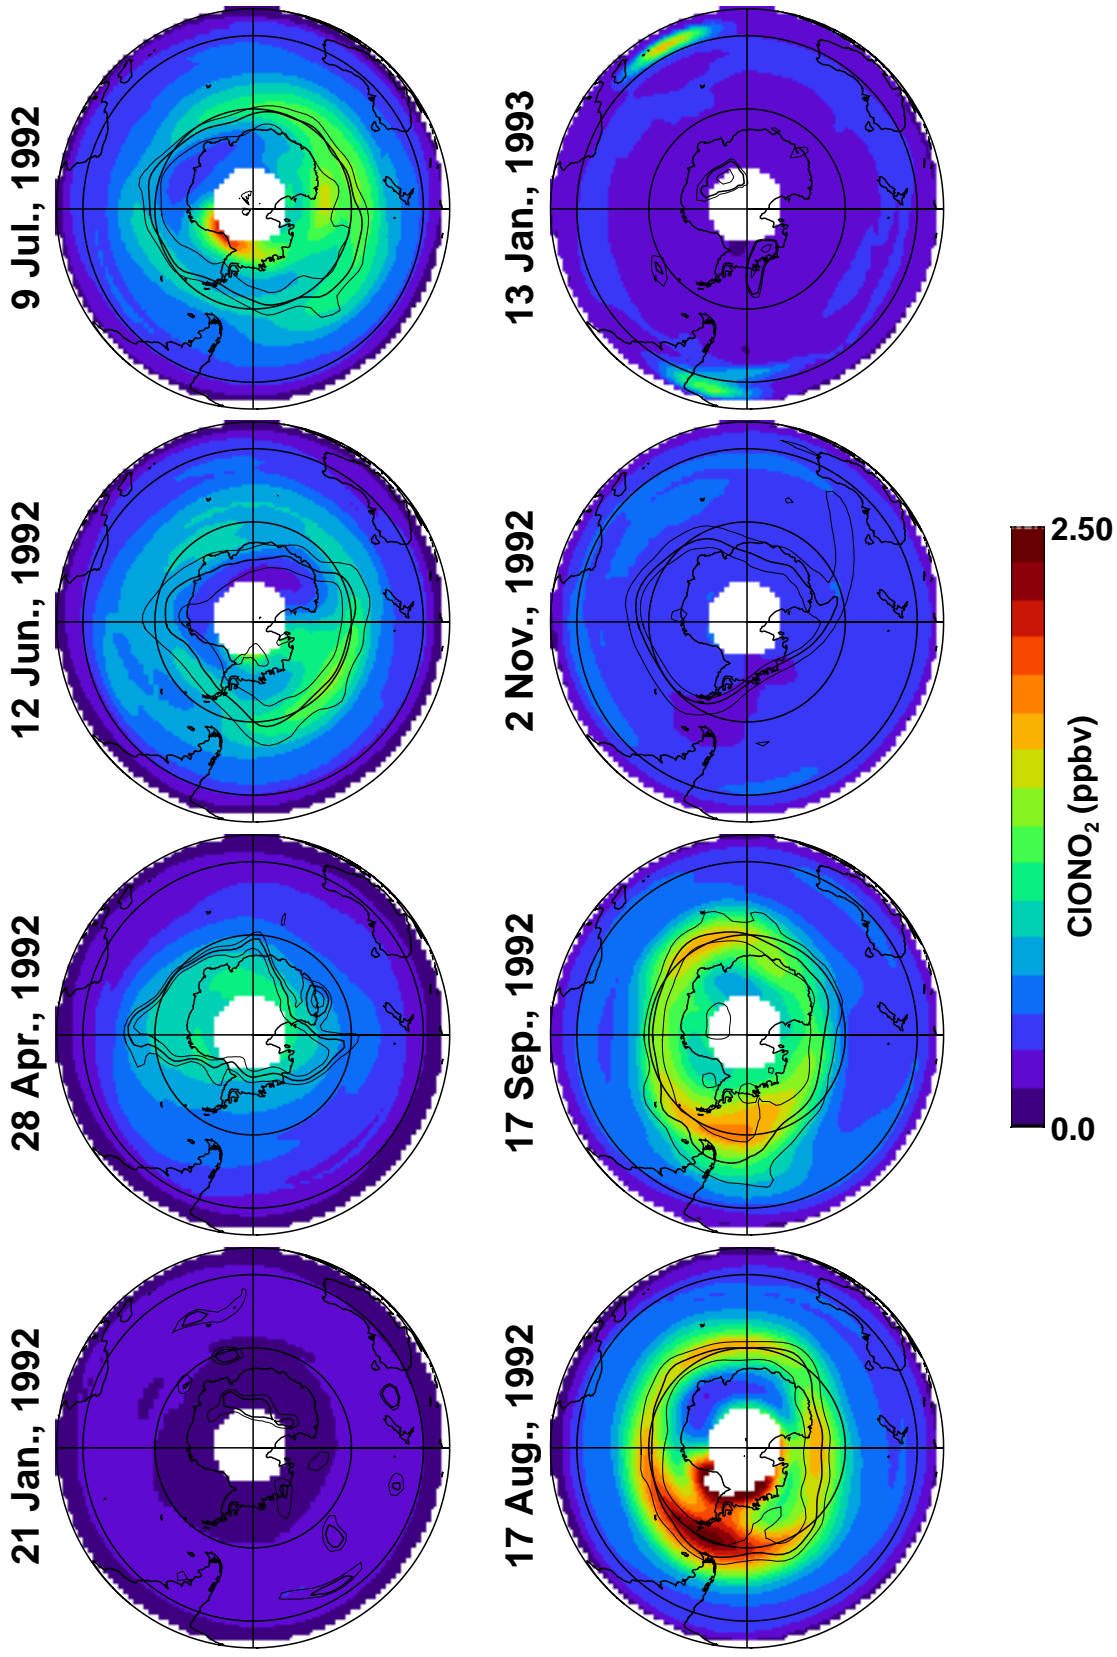 21 Jan., 1992
28 Apr., 1992
12 Jun., 1992
9 Jul., 1992
17 Aug., 1992
17 Sep., 1992
2 Nov., 1992
13 Jan., 1993
0.0
2.50
ClONO₂ (ppbv)